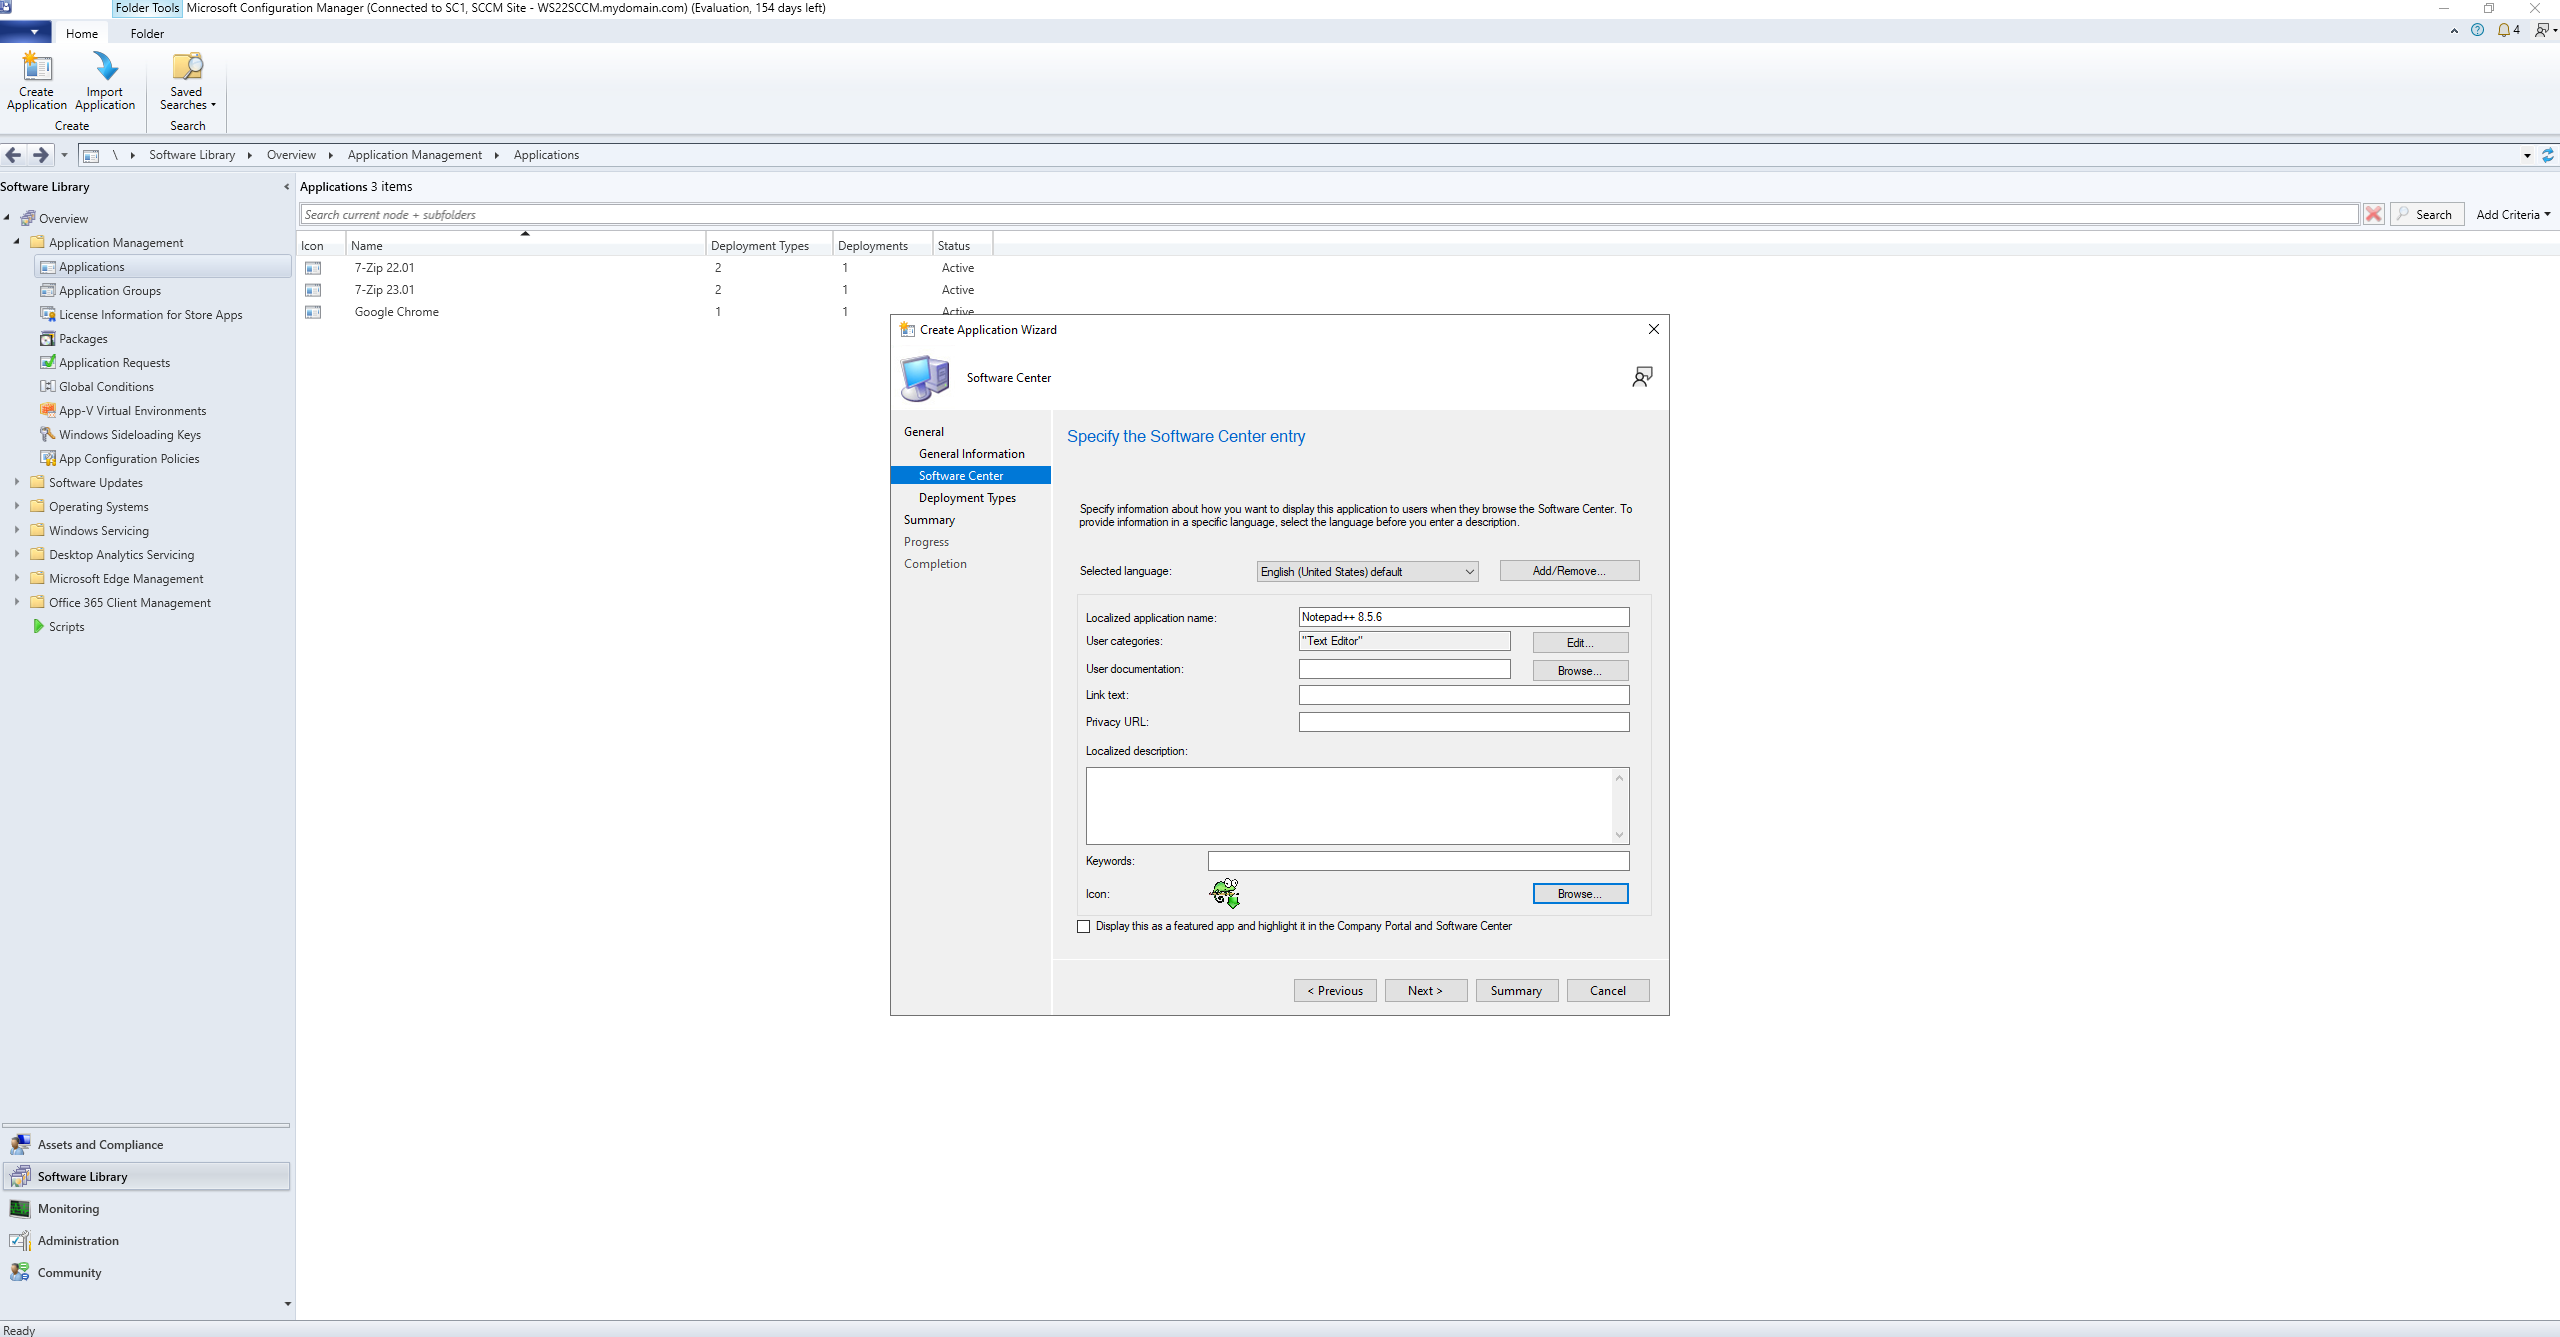 Folder Tools Microsoft Configuration Manager (Connected to SC1, SCCM Site - WS22SCCM.mydomain.com) (Evaluation, 154 days left)
Home Folder
4
Create Application
Import Application
Saved Searches
Create
Search
\ Software Library Overview Application Management Applications
Software Library
Overview
Application Management
Applications
Application Groups
License Information for Store Apps
Packages
Application Requests
Global Conditions
App-V Virtual Environments
Windows Sideloading Keys
App Configuration Policies
Software Updates
Operating Systems
Windows Servicing
Desktop Analytics Servicing
Microsoft Edge Management
Office 365 Client Management
Scripts
Assets and Compliance
Software Library
Monitoring
Administration
Community
Ready
Applications 3 items
Search current node + subfolders
Search
Add Criteria
Icon Name Deployment Types Deployments Status
7-Zip 22.01 2 1 Active
7-Zip 23.01 2 1 Active
Google Chrome 1 1 Active
Create Application Wizard
Software Center
General
General Information
Software Center
Deployment Types
Summary
Progress
Completion
Specify the Software Center entry
Specify information about how you want to display this application to users when they browse the Software Center. To
provide information in a specific language, select the language before you enter a description.
Selected language: English (United States) default Add/Remove...
Localized application name: Notepad++ 8.5.6
User categories: "Text Editor" Edit...
User documentation: Browse...
Link text:
Privacy URL:
Localized description:
Keywords:
Icon: Browse...
Display this as a featured app and highlight it in the Company Portal and Software Center
< Previous Next > Summary Cancel